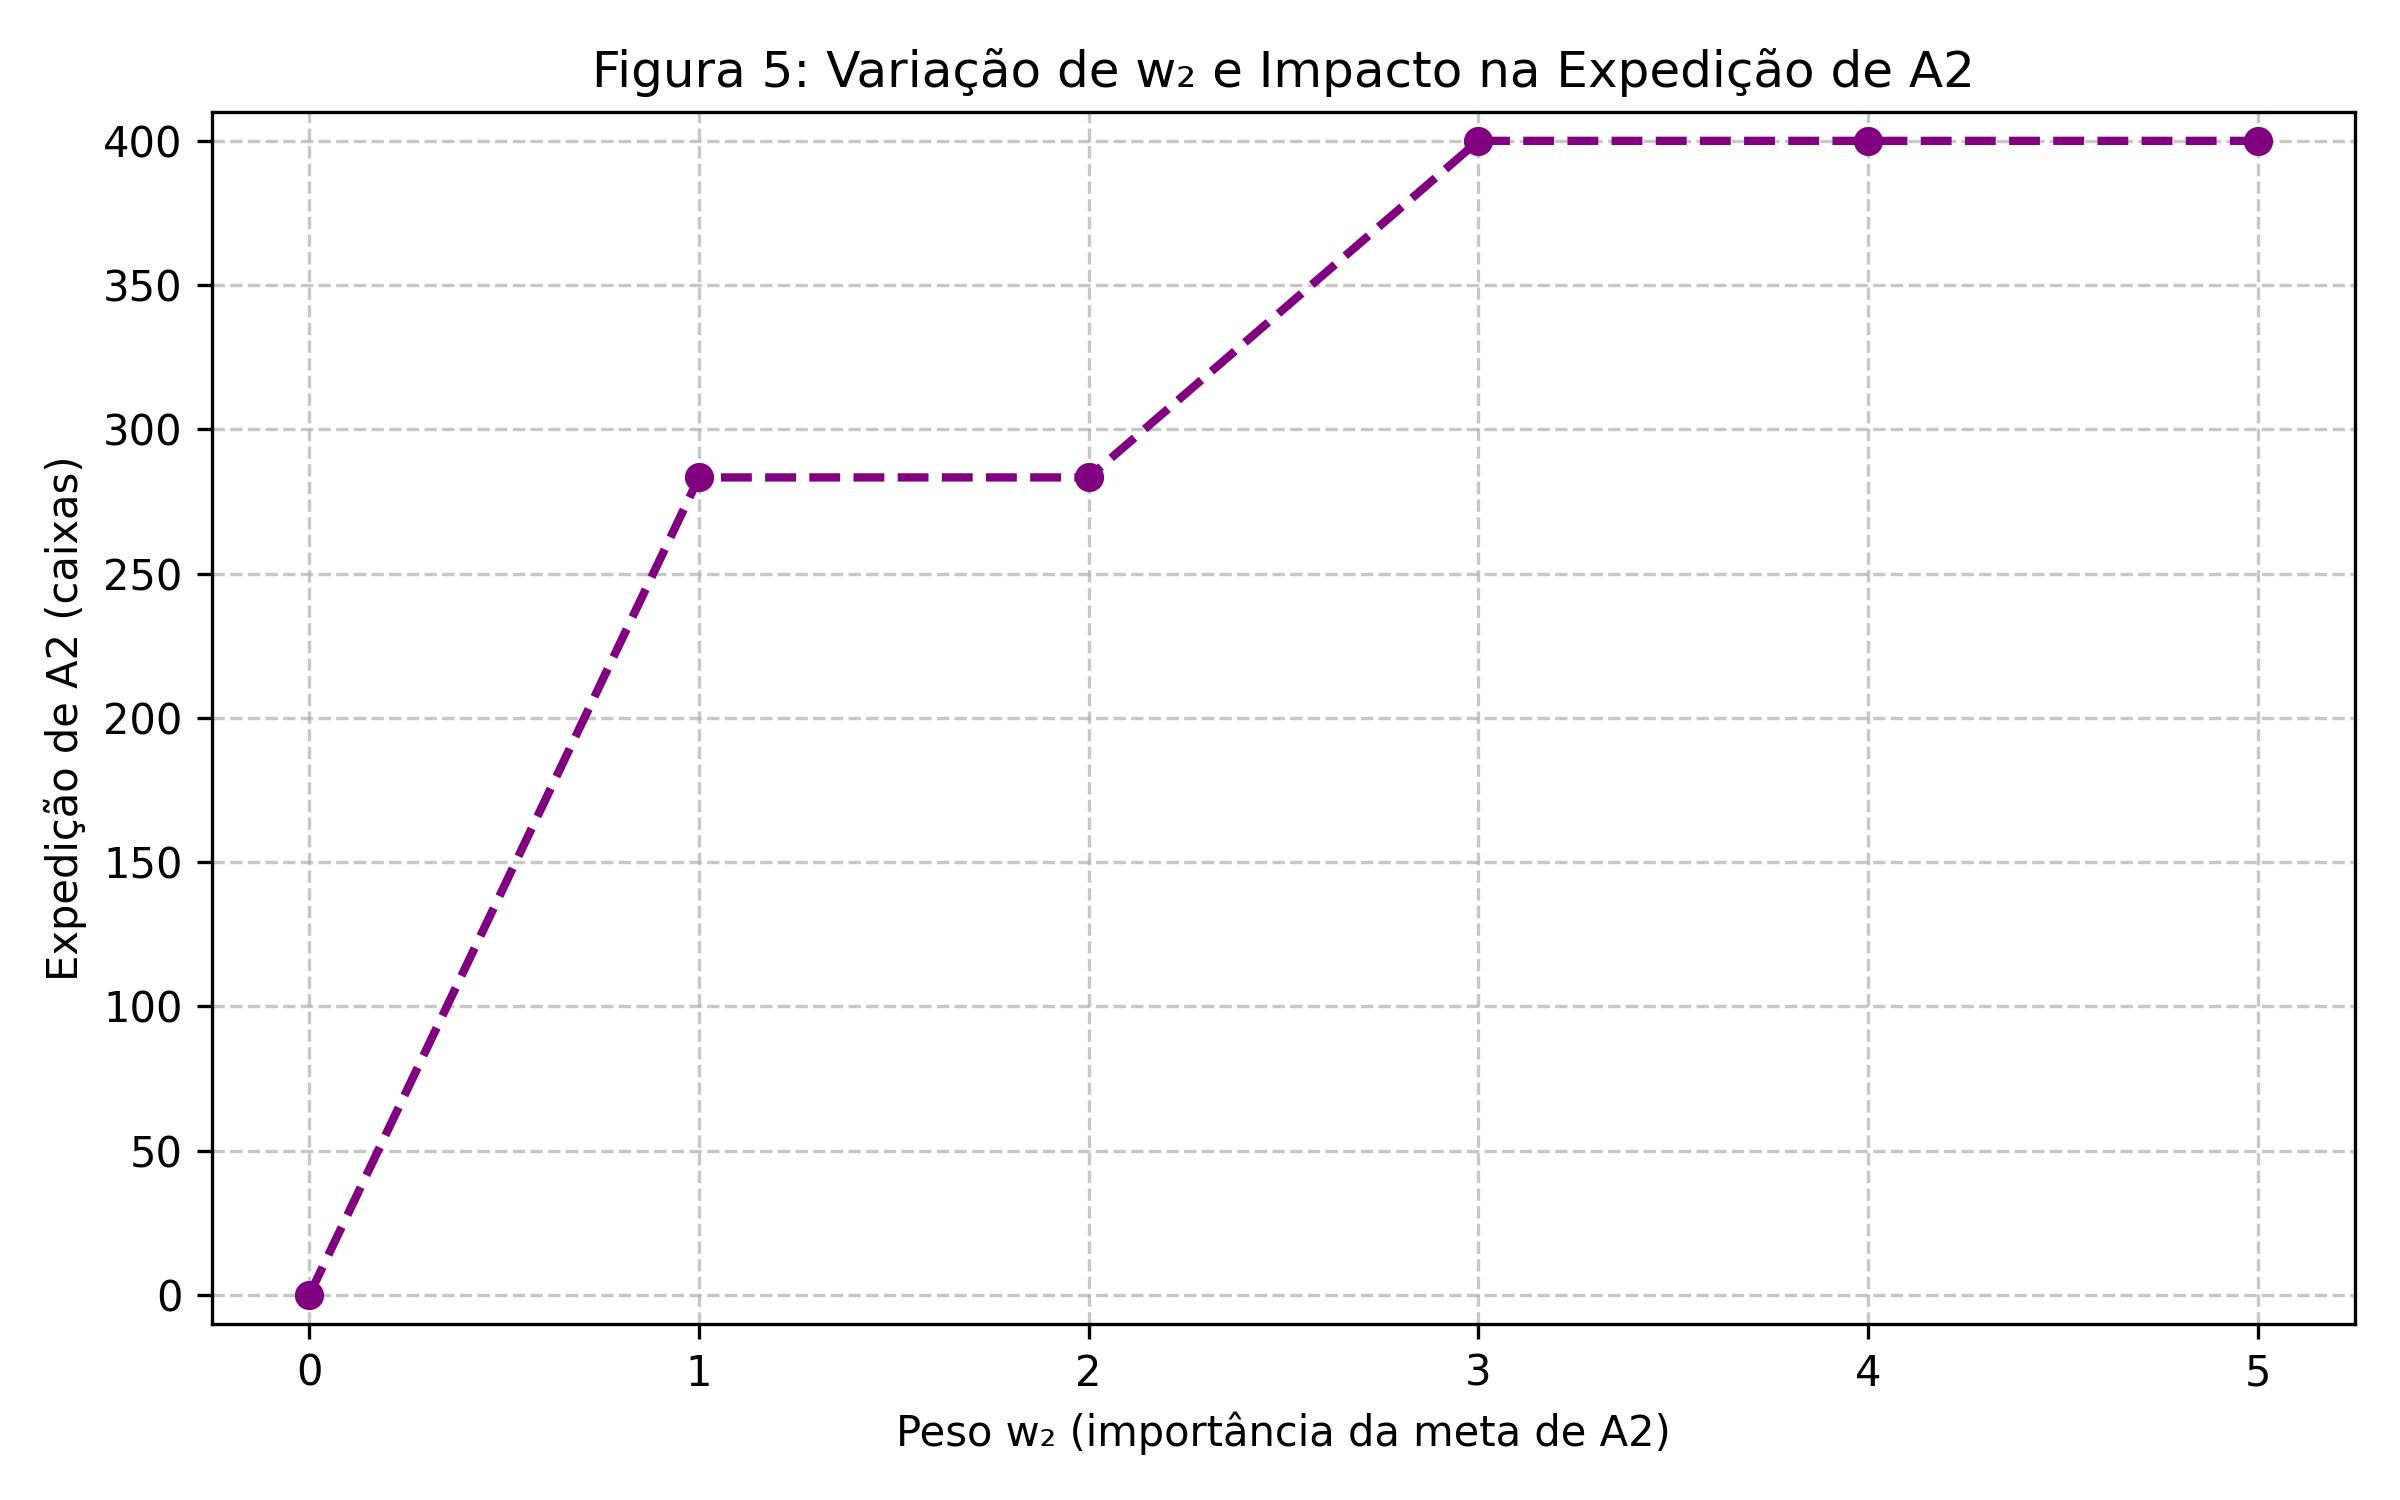 Figura 5: Variação de w₂ e Impacto na Expedição de A2
Expedição de A2 (caixas)
400
350
300
250
200
150
100
50
0
0 1 2 3 4 5
Peso w₂ (importância da meta de A2)